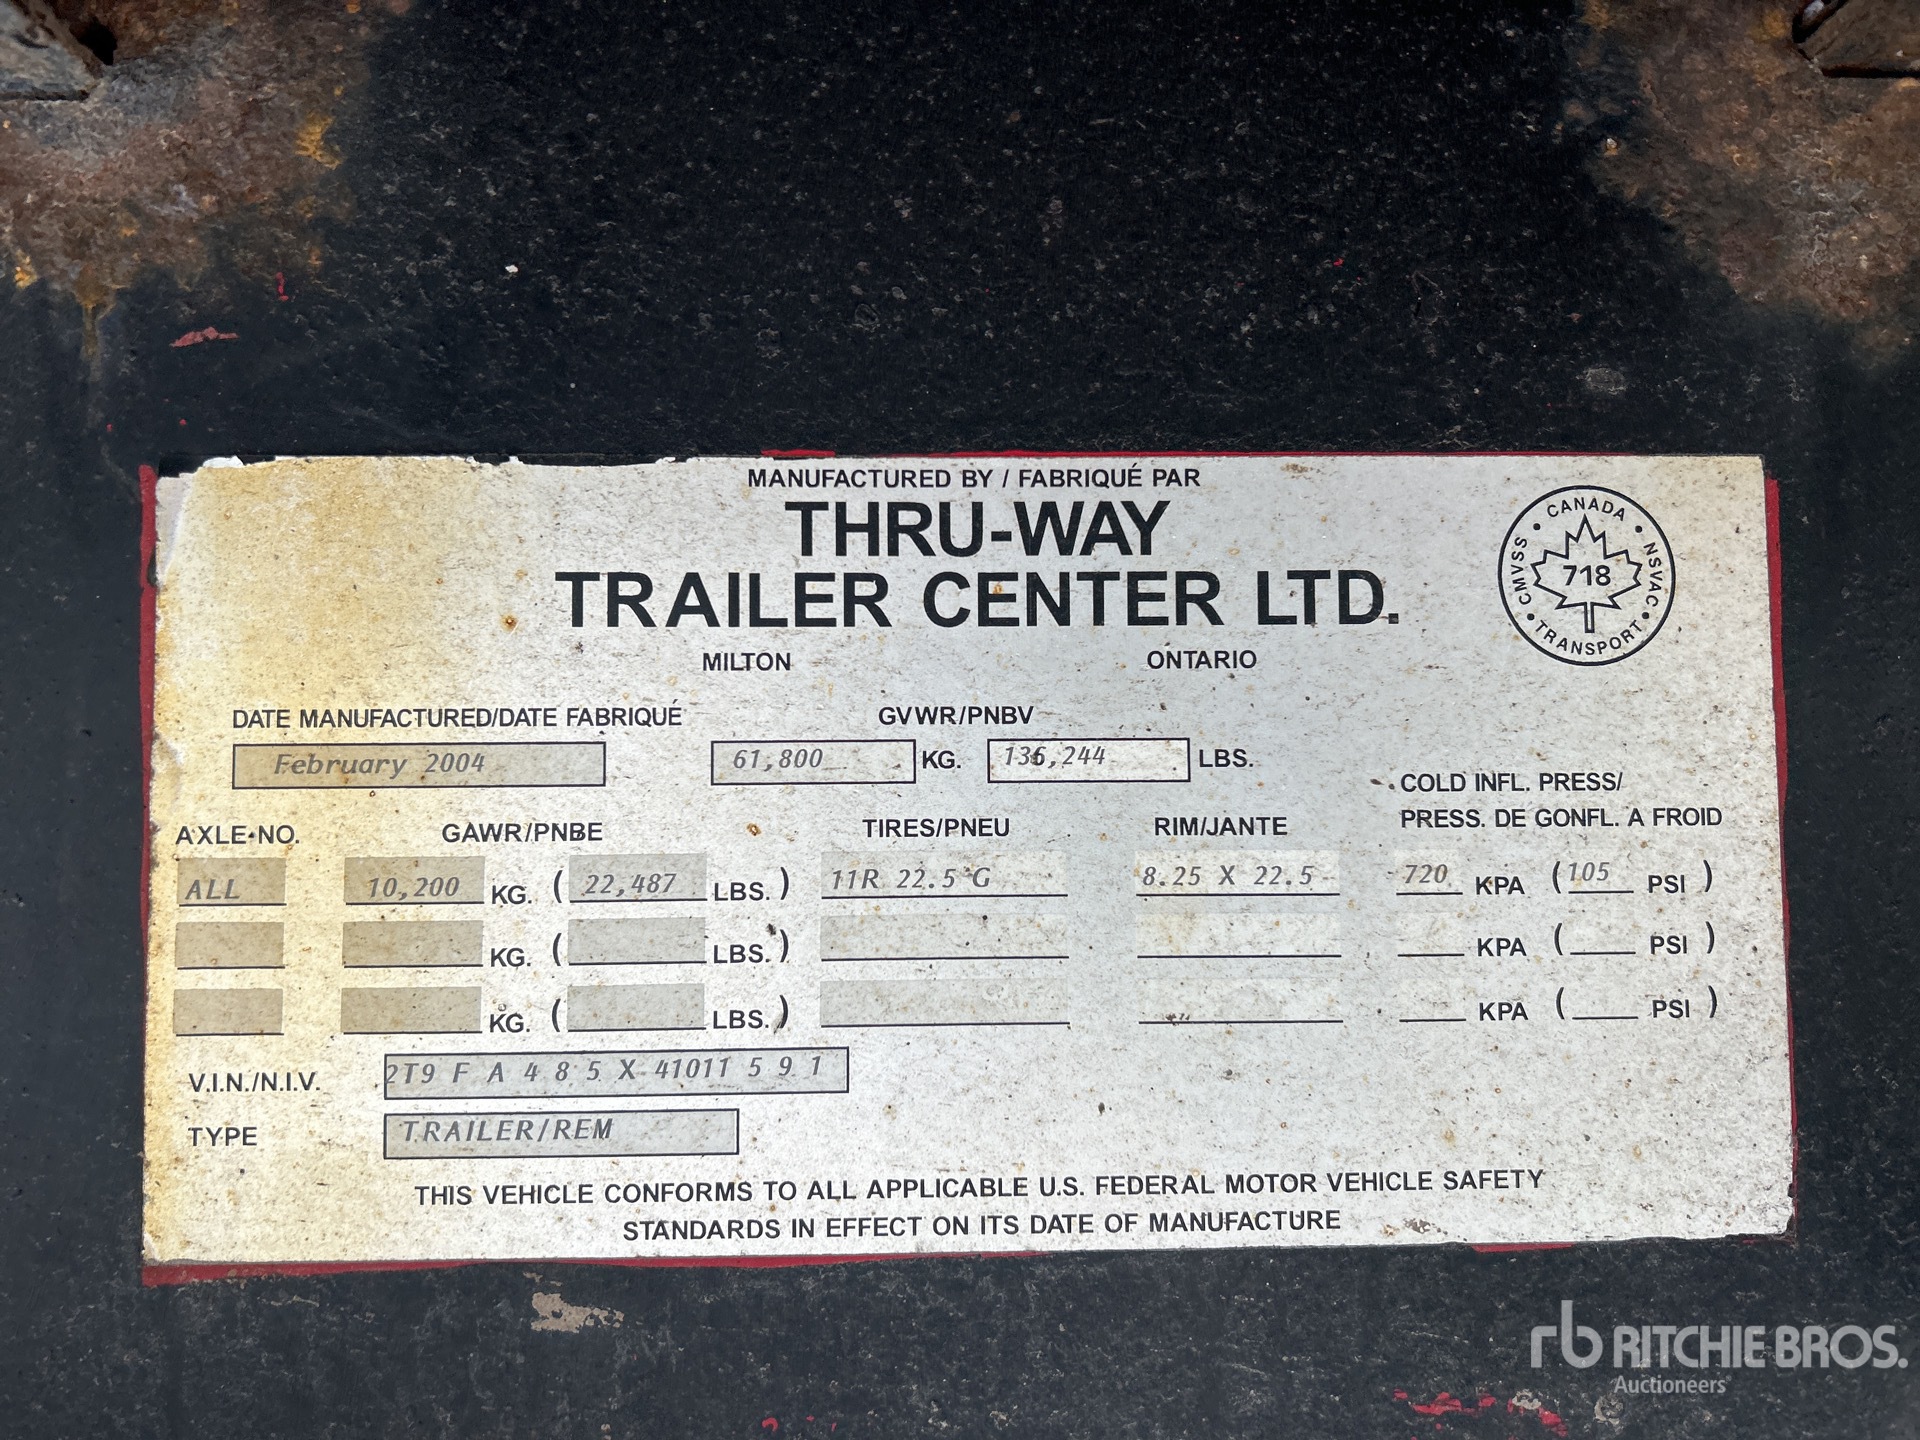 MANUFACTURED BY / FABRIQUÉ PAR
THRU-WAY
TRAILER CENTER LTD.
MILTON ONTARIO
CANADA
CMVSS 718 NSVAC
TRANSPORT
DATE MANUFACTURED/DATE FABRIQUÉ GVWR/PNBV
February 2004 61,800 KG. 136,244 LBS.
COLD INFL. PRESS/
AXLE NO. GAWR/PNBE TIRES/PNEU RIM/JANTE PRESS. DE GONFL. A FROID
ALL 10,200 KG. ( 22,487 LBS. ) 11R 22.5 G 8.25 X 22.5 720 KPA ( 105 PSI )
KG. ( LBS. ) KPA ( PSI )
KG. ( LBS. ) KPA ( PSI )
V.I.N./N.I.V. 2T9 F A 4 8 5 X 41011 5 9 1
TYPE TRAILER/REM
THIS VEHICLE CONFORMS TO ALL APPLICABLE U.S. FEDERAL MOTOR VEHICLE SAFETY
STANDARDS IN EFFECT ON ITS DATE OF MANUFACTURE
rb RITCHIE BROS.
Auctioneers